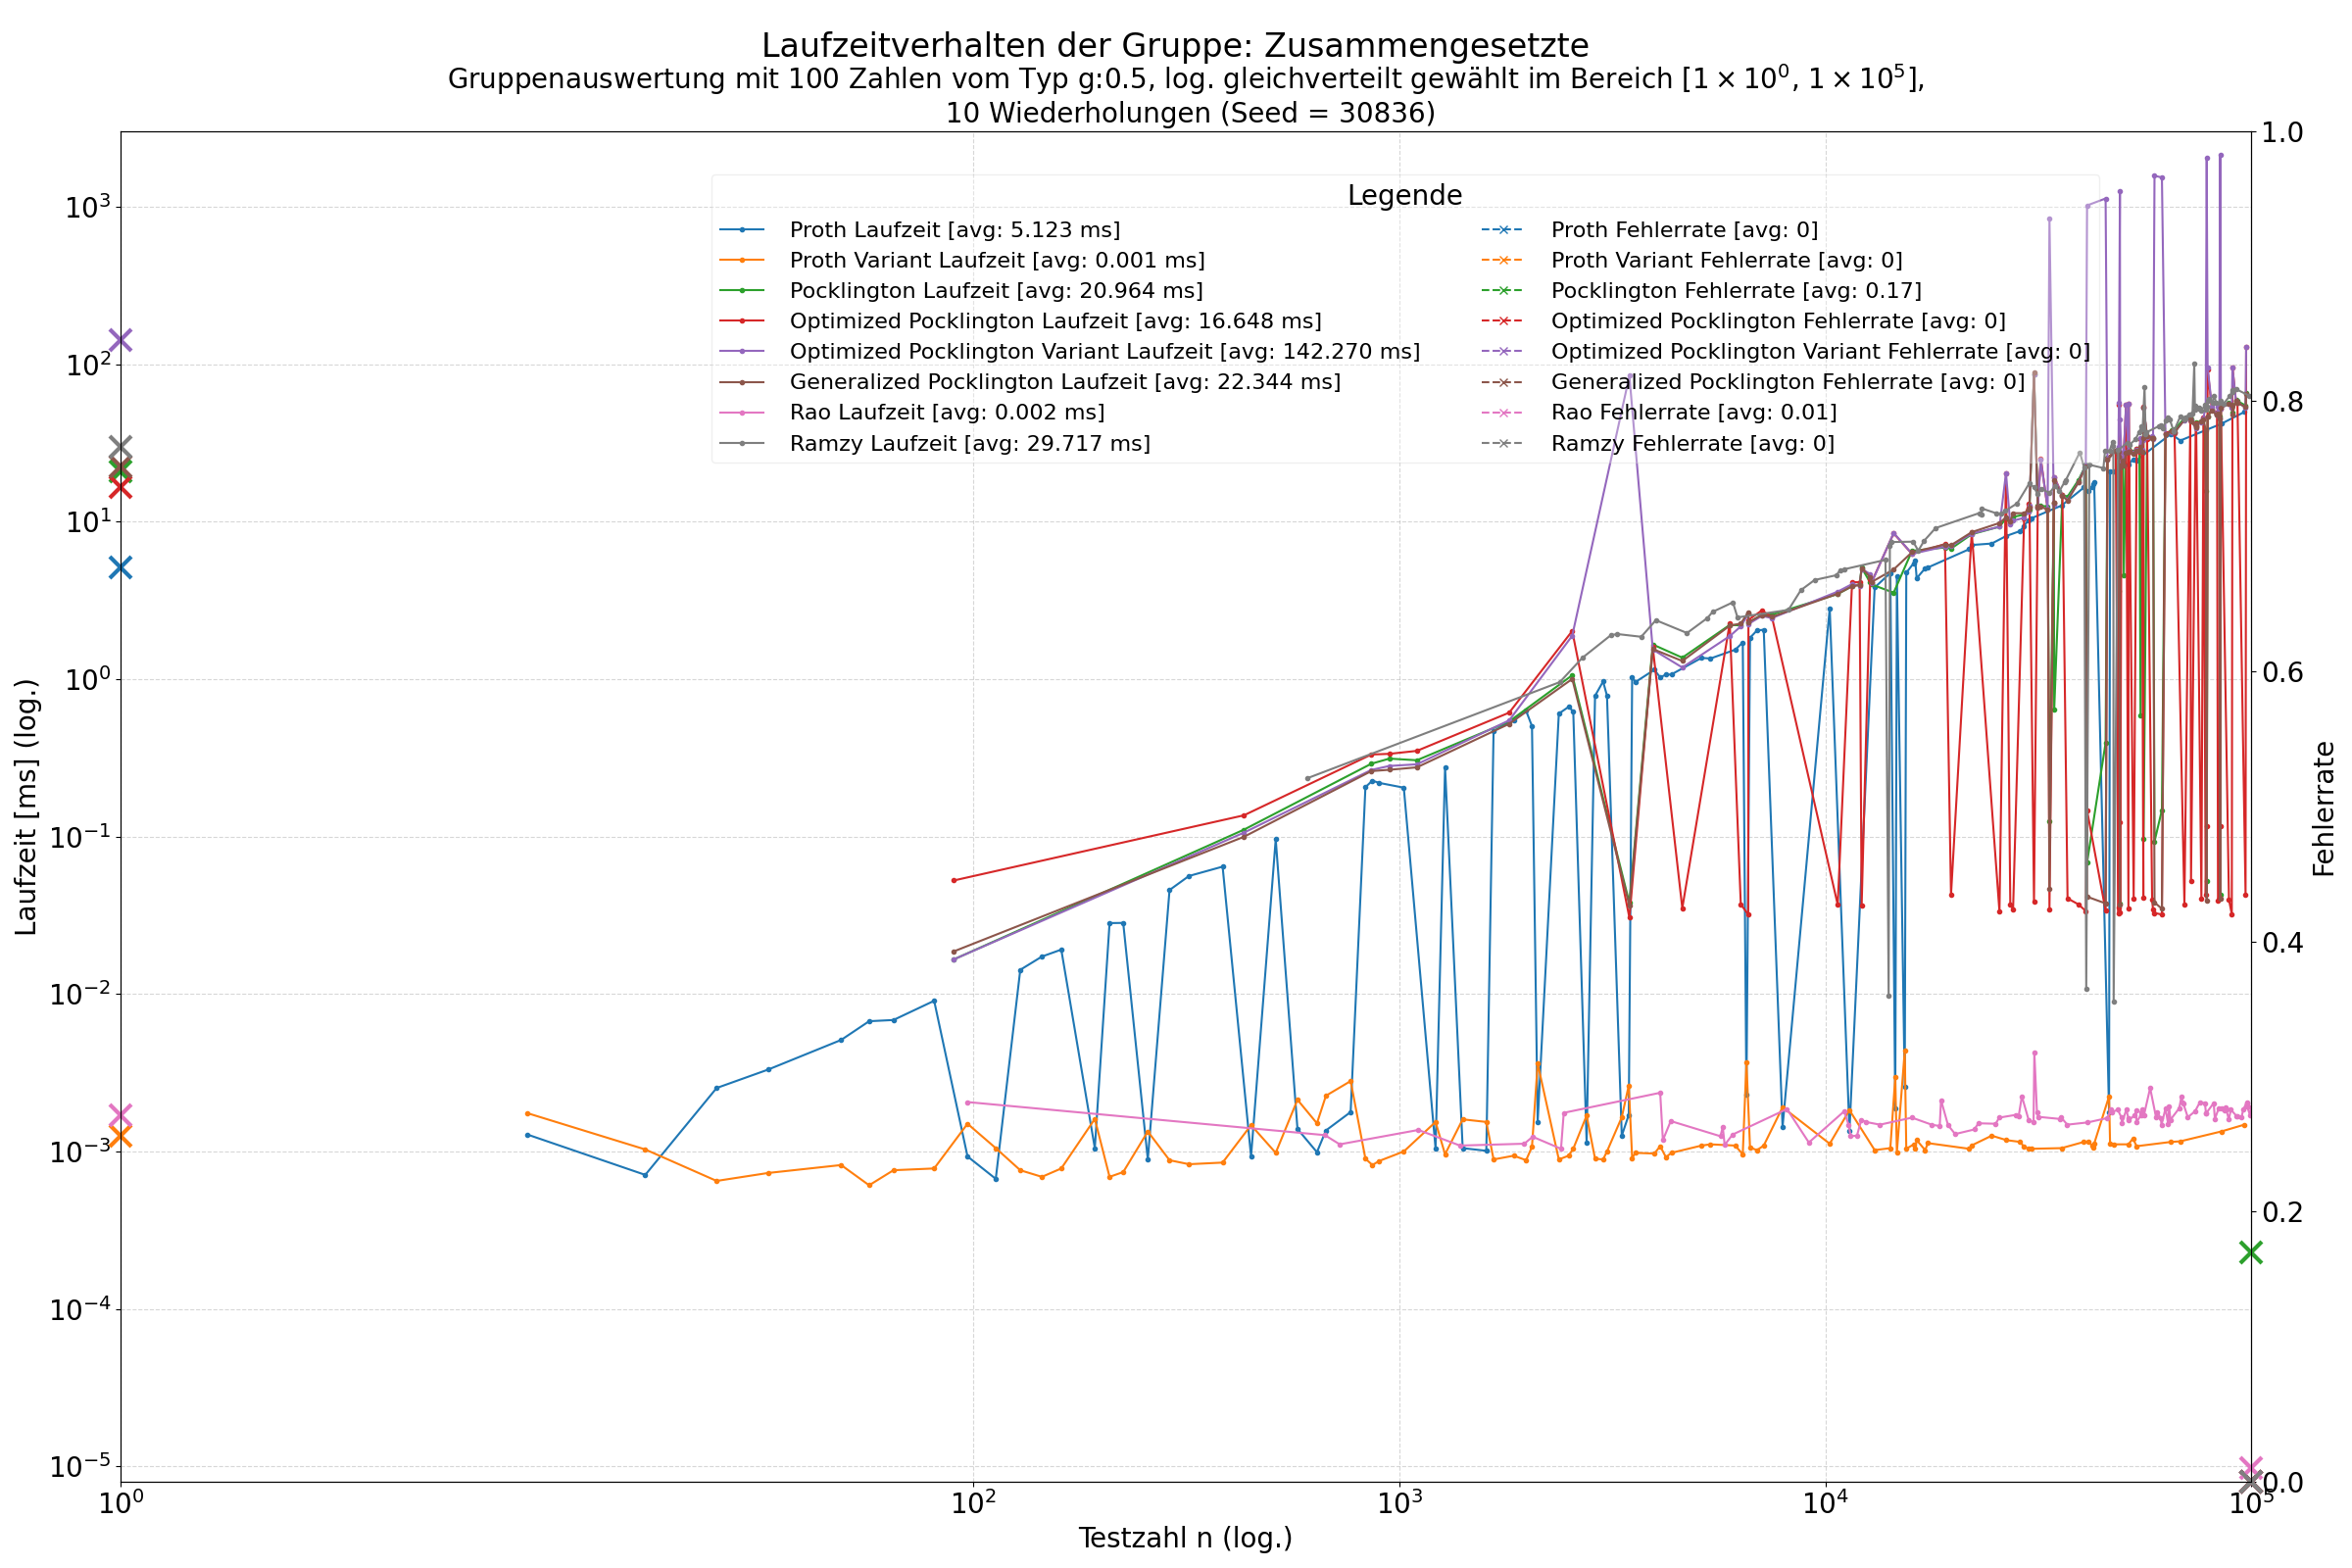 Laufzeitverhalten der Gruppe: Zusammengesetzte
Gruppenauswertung mit 100 Zahlen vom Typ g:0.5, log. gleichverteilt gewählt im Bereich [1 × 10⁰, 1 × 10⁵],
10 Wiederholungen (Seed = 30836)
Legende
Proth Laufzeit [avg: 5.123 ms]
Proth Variant Laufzeit [avg: 0.001 ms]
Pocklington Laufzeit [avg: 20.964 ms]
Optimized Pocklington Laufzeit [avg: 16.648 ms]
Optimized Pocklington Variant Laufzeit [avg: 142.270 ms]
Generalized Pocklington Laufzeit [avg: 22.344 ms]
Rao Laufzeit [avg: 0.002 ms]
Ramzy Laufzeit [avg: 29.717 ms]
Proth Fehlerrate [avg: 0]
Proth Variant Fehlerrate [avg: 0]
Pocklington Fehlerrate [avg: 0.17]
Optimized Pocklington Fehlerrate [avg: 0]
Optimized Pocklington Variant Fehlerrate [avg: 0]
Generalized Pocklington Fehlerrate [avg: 0]
Rao Fehlerrate [avg: 0.01]
Ramzy Fehlerrate [avg: 0]
Laufzeit [ms] (log.)
10³
10²
10¹
10⁰
10⁻¹
10⁻²
10⁻³
10⁻⁴
10⁻⁵
1.0
0.8
0.6
0.4
0.2
0.0
Fehlerrate
10⁰
10²
10³
10⁴
10⁵
Testzahl n (log.)